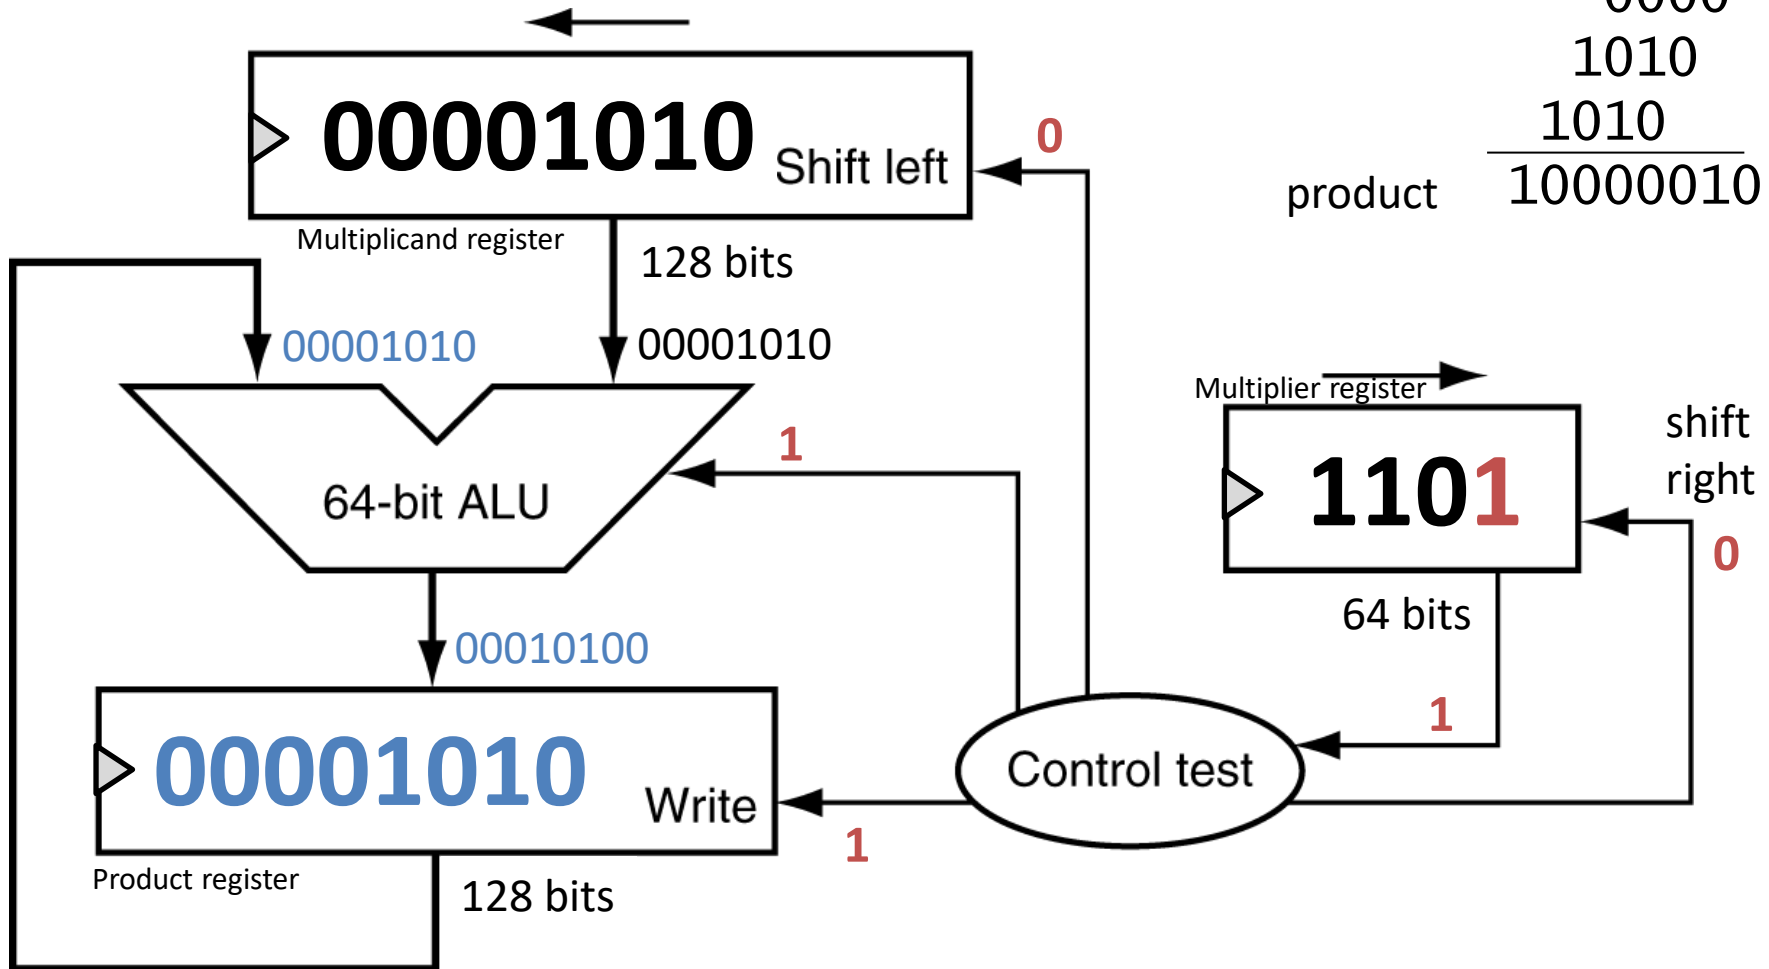 0000
1010
1010
product 10000010
00001010 Shift left
0
Multiplicand register
128 bits
00001010
00001010
Multiplier register
shift
right
1101
0
64 bits
1
64-bit ALU
00010100
1
Control test
00001010 Write
1
Product register
128 bits